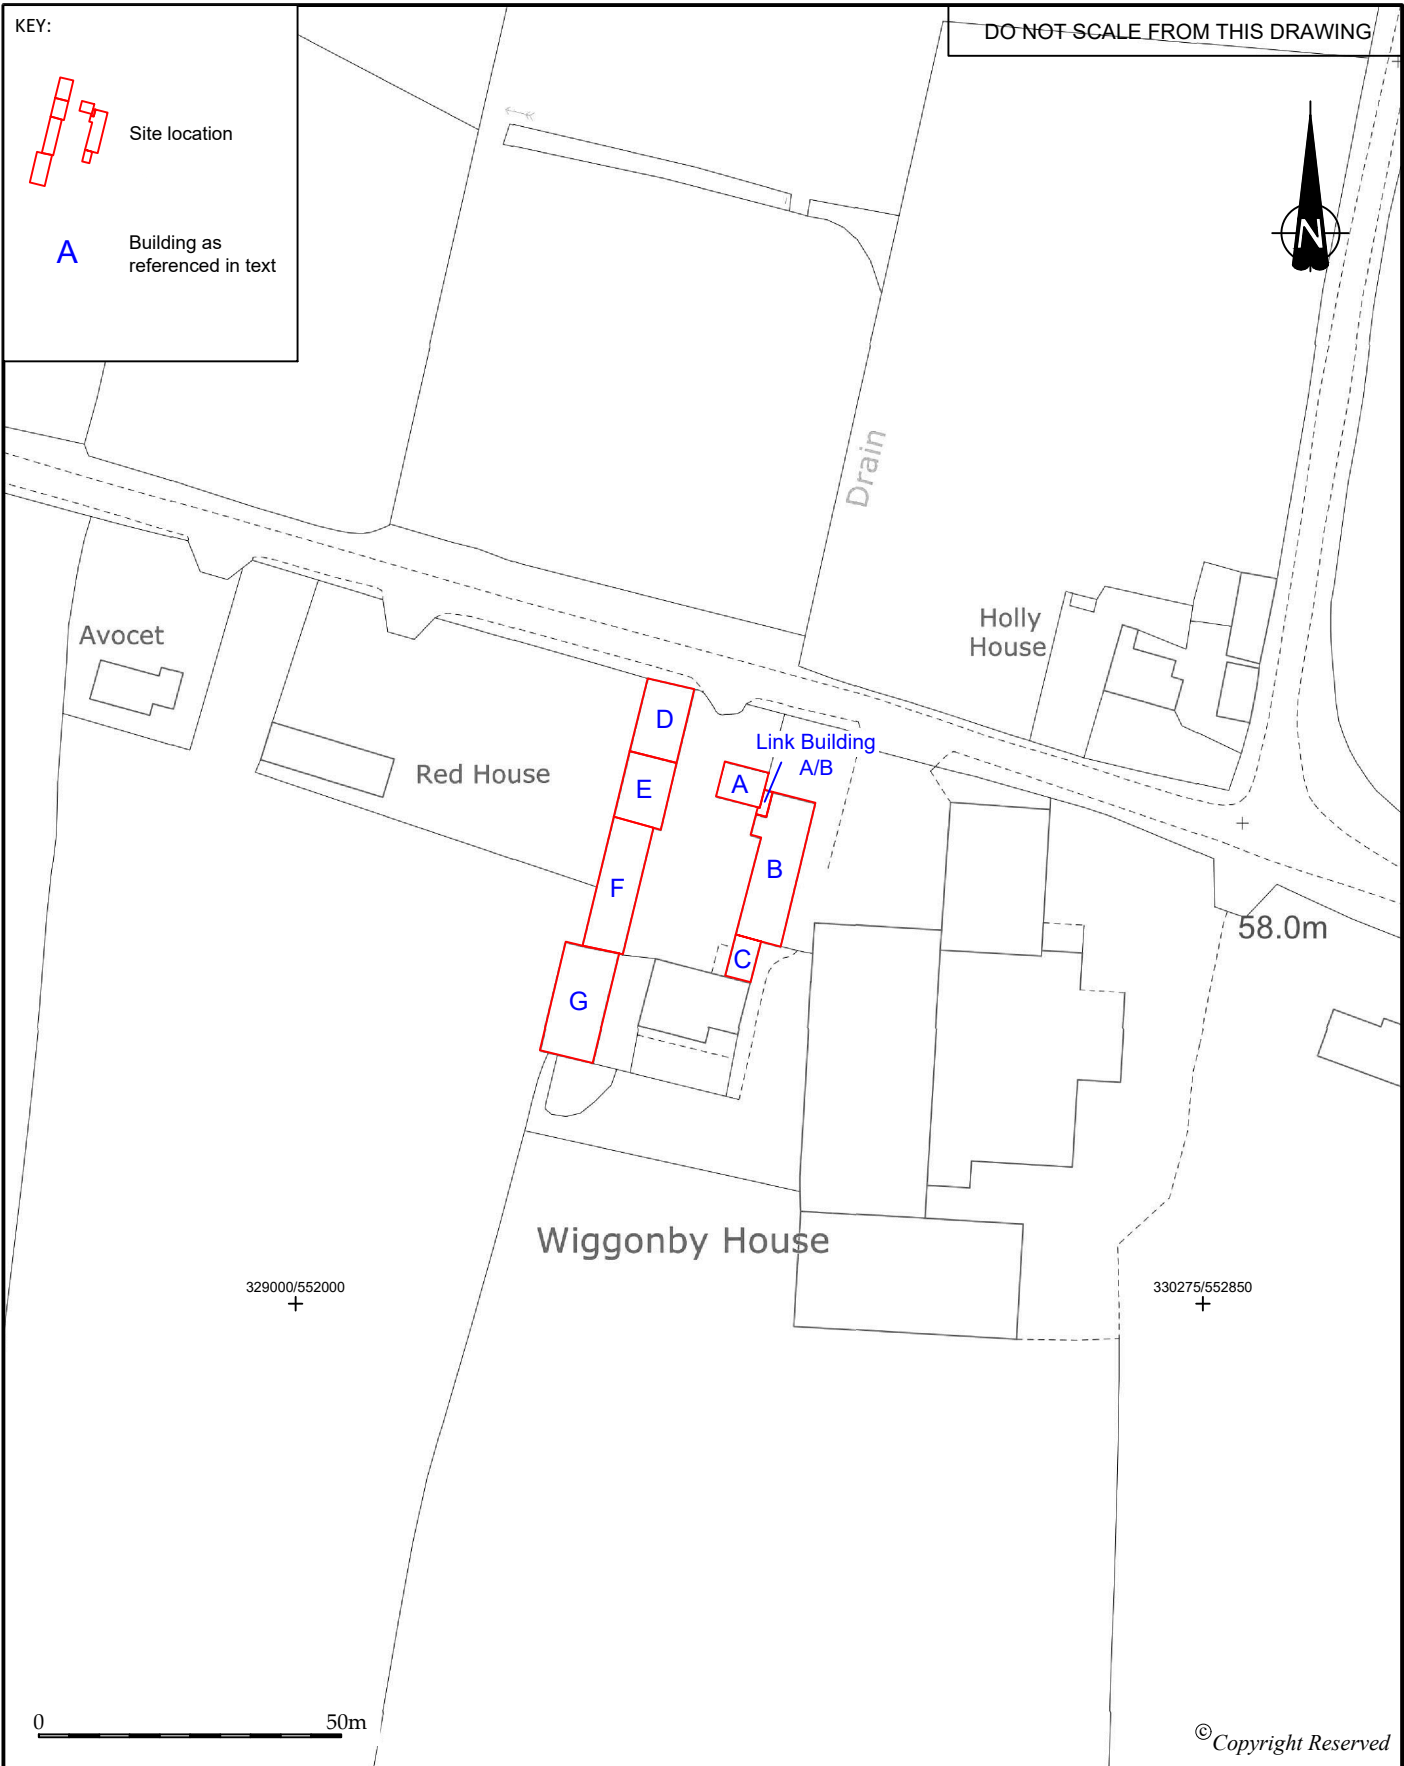 KEY:
DO NOT SCALE FROM THIS DRAWING
Site location
A
Building as
referenced in text
N
Drain
Holly
House
Avocet
Red House
D
Link Building
A/B
E
A
F
B
58.0m
C
G
Wiggonby House
329000/552000
330275/552850
0
50m
© Copyright Reserved